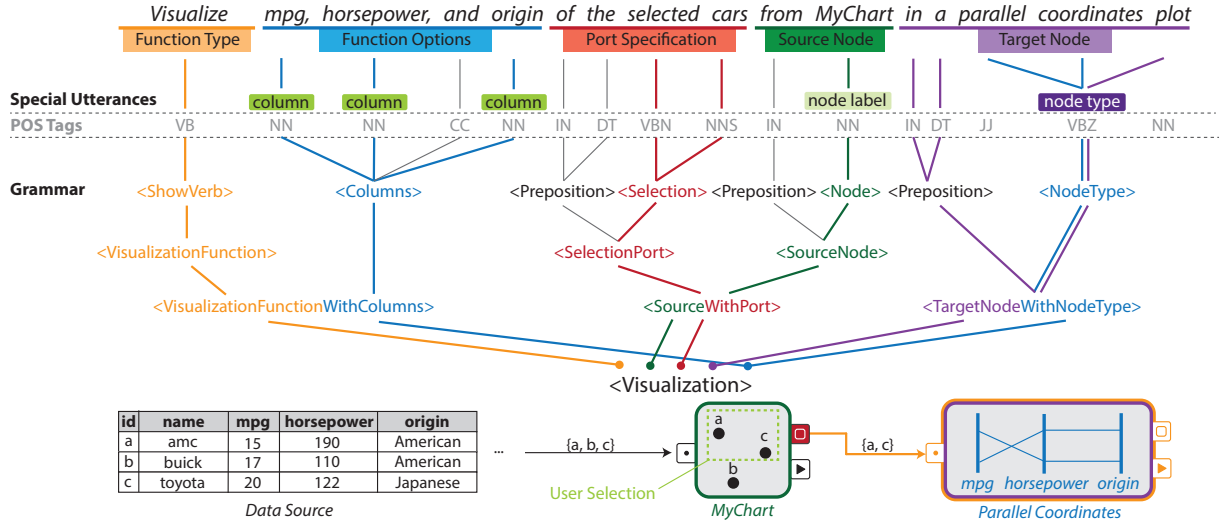 Visualize mpg, horsepower, and origin of the selected cars from MyChart in a parallel coordinates plot
Function Type Function Options Port Specification Source Node Target Node
Special Utterances column column column node label node type
POS Tags VB NN NN CC NN IN DT VBN NNS IN NN IN DT JJ VBZ NN
Grammar <ShowVerb> <Columns> <Preposition> <Selection> <Preposition> <Node> <Preposition> <NodeType>
<VisualizationFunction> <SelectionPort> <SourceNode>
<VisualizationFunctionWithColumns> <SourceWithPort> <TargetNodeWithNodeType>
<Visualization>
id name mpg horsepower origin
a amc 15 190 American
b buick 17 110 American
c toyota 20 122 Japanese
...
{a, b, c}
a
c
b
{a, c}
User Selection
mpg horsepower origin
Data Source MyChart Parallel Coordinates